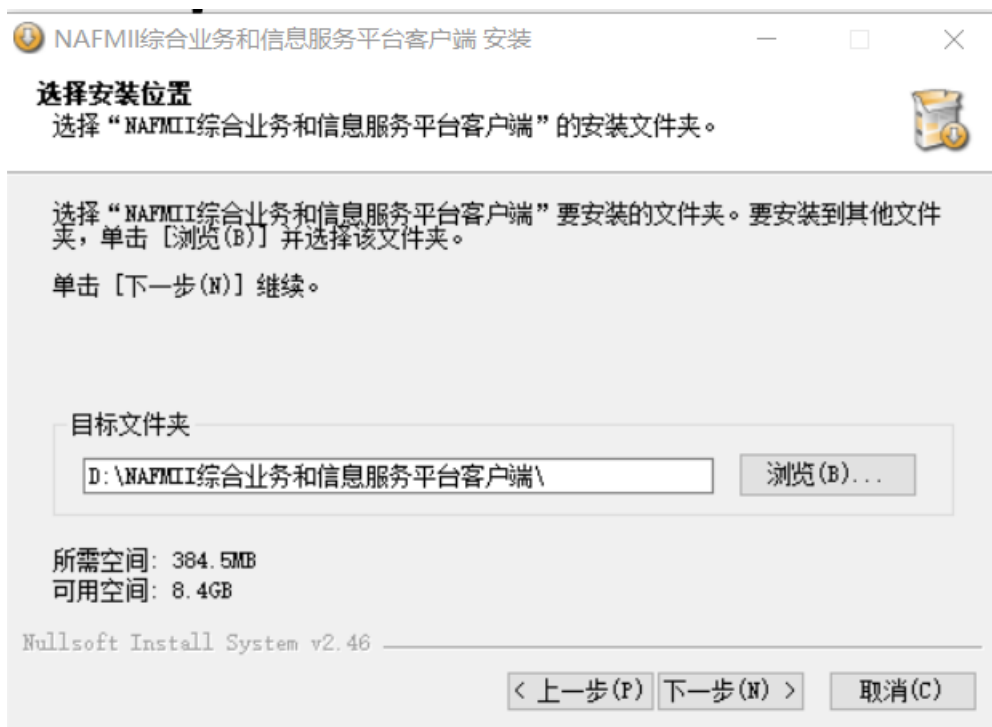 NAFMII综合业务和信息服务平台客户端 安装
选择安装位置
选择“NAFMII综合业务和信息服务平台客户端”的安装文件夹。
选择“NAFMII综合业务和信息服务平台客户端”要安装的文件夹。要安装到其他文件
夹，单击 [浏览(B)] 并选择该文件夹。
单击 [下一步(N)] 继续。
目标文件夹
D:\NAFMII综合业务和信息服务平台客户端\
浏览(B)...
所需空间: 384.5MB
可用空间: 8.4GB
Nullsoft Install System v2.46
< 上一步(P) 下一步(N) > 取消(C)